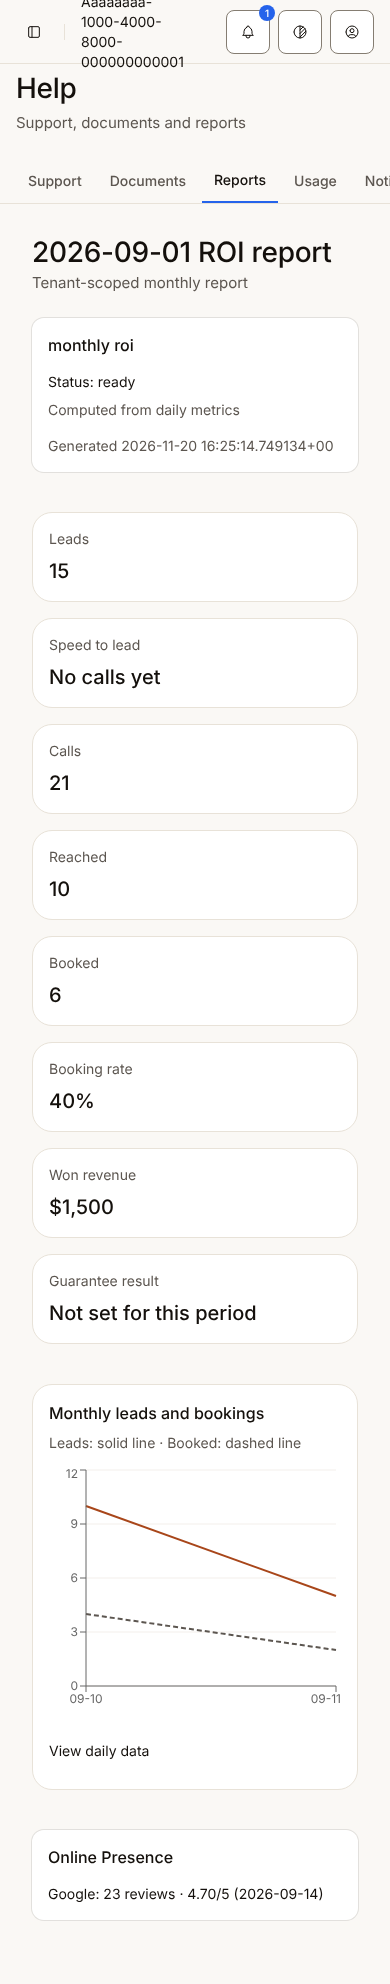 Aaaaaaaa-
1000-4000-
8000-
000000000001
1
Help
Support, documents and reports
Support Documents Reports Usage Noti
2026-09-01 ROI report
Tenant-scoped monthly report
monthly roi
Status: ready
Computed from daily metrics
Generated 2026-11-20 16:25:14.749134+00
Leads
15
Speed to lead
No calls yet
Calls
21
Reached
10
Booked
6
Booking rate
40%
Won revenue
$1,500
Guarantee result
Not set for this period
Monthly leads and bookings
Leads: solid line · Booked: dashed line
12
9
6
3
0
09-10 09-11
View daily data
Online Presence
Google: 23 reviews · 4.70/5 (2026-09-14)